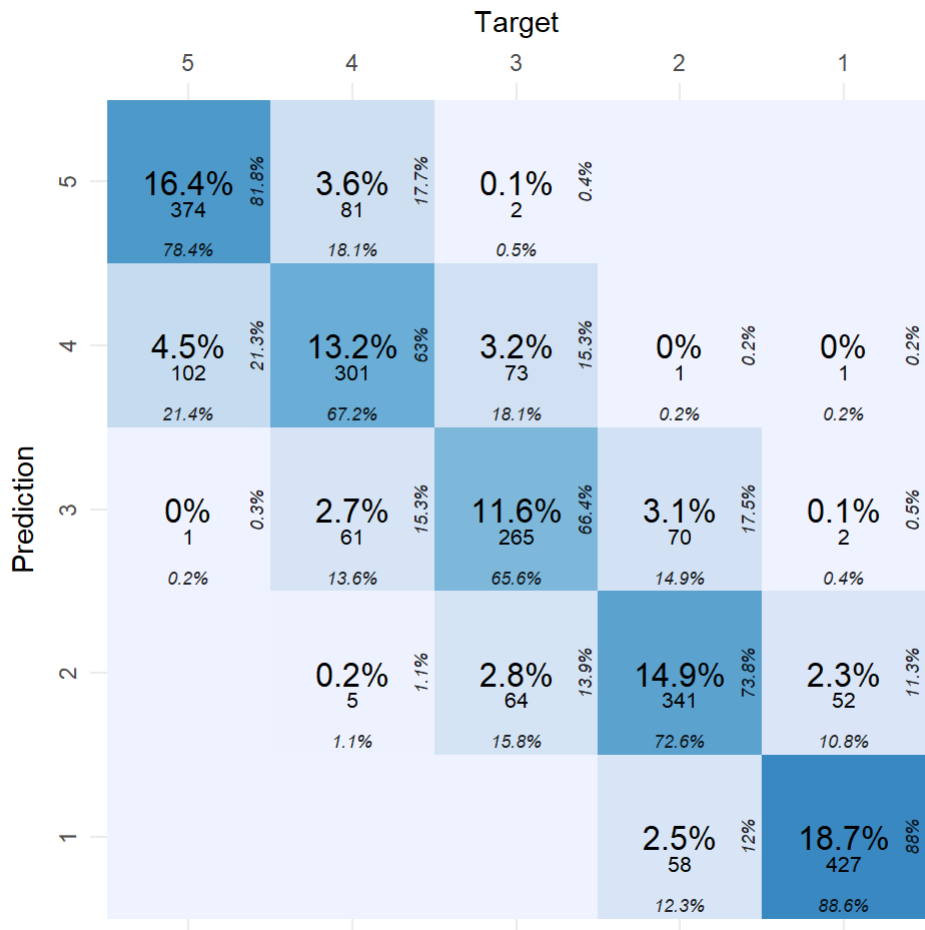 Target
5 4 3 2 1
Prediction
5
16.4% 81.8% 3.6% 17.7% 0.1% 0.4%
374 81 2
78.4% 18.1% 0.5%
4
4.5% 21.3% 13.2% 63% 3.2% 15.3% 0% 0.2% 0% 0.2%
102 301 73 1 1
21.4% 67.2% 18.1% 0.2% 0.2%
3
0% 0.3% 2.7% 15.3% 11.6% 66.4% 3.1% 17.5% 0.1% 0.5%
1 61 265 70 2
0.2% 13.6% 65.6% 14.9% 0.4%
2
0.2% 1.1% 2.8% 13.9% 14.9% 73.8% 2.3% 11.3%
5 64 341 52
1.1% 15.8% 72.6% 10.8%
1
2.5% 12% 18.7% 88%
58 427
12.3% 88.6%